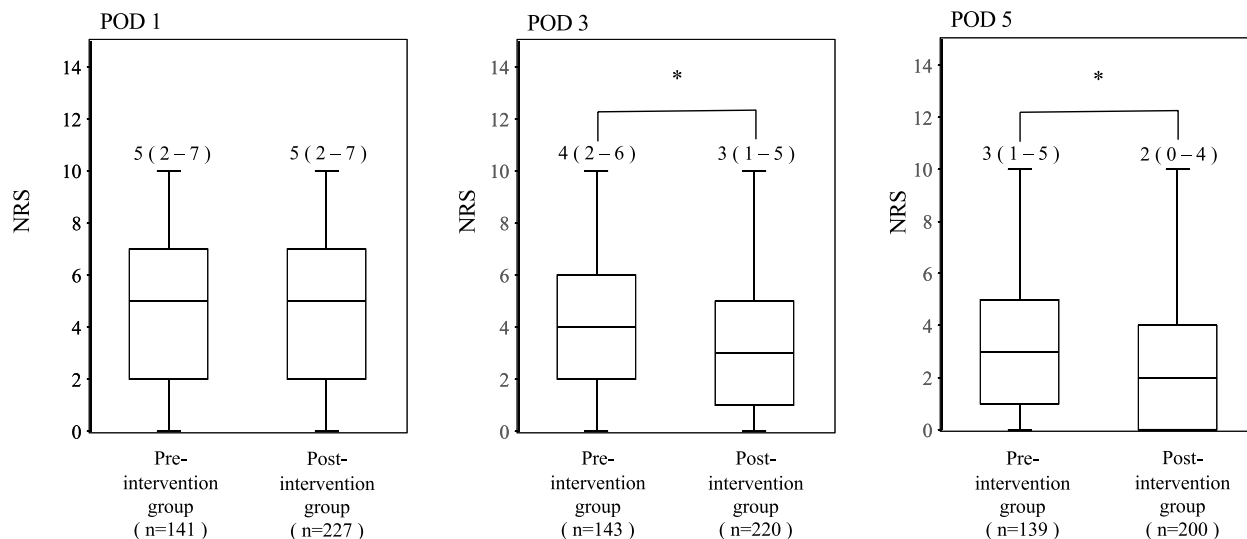 POD 1
NRS
14
12
10
8
6
4
2
0
5 ( 2 – 7 )
5 ( 2 – 7 )
Pre-
intervention
group
( n=141 )
Post-
intervention
group
( n=227 )
POD 3
NRS
14
12
10
8
6
4
2
0
*
4 ( 2 – 6 )
3 ( 1 – 5 )
Pre-
intervention
group
( n=143 )
Post-
intervention
group
( n=220 )
POD 5
NRS
14
12
10
8
6
4
2
0
*
3 ( 1 – 5 )
2 ( 0 – 4 )
Pre-
intervention
group
( n=139 )
Post-
intervention
group
( n=200 )